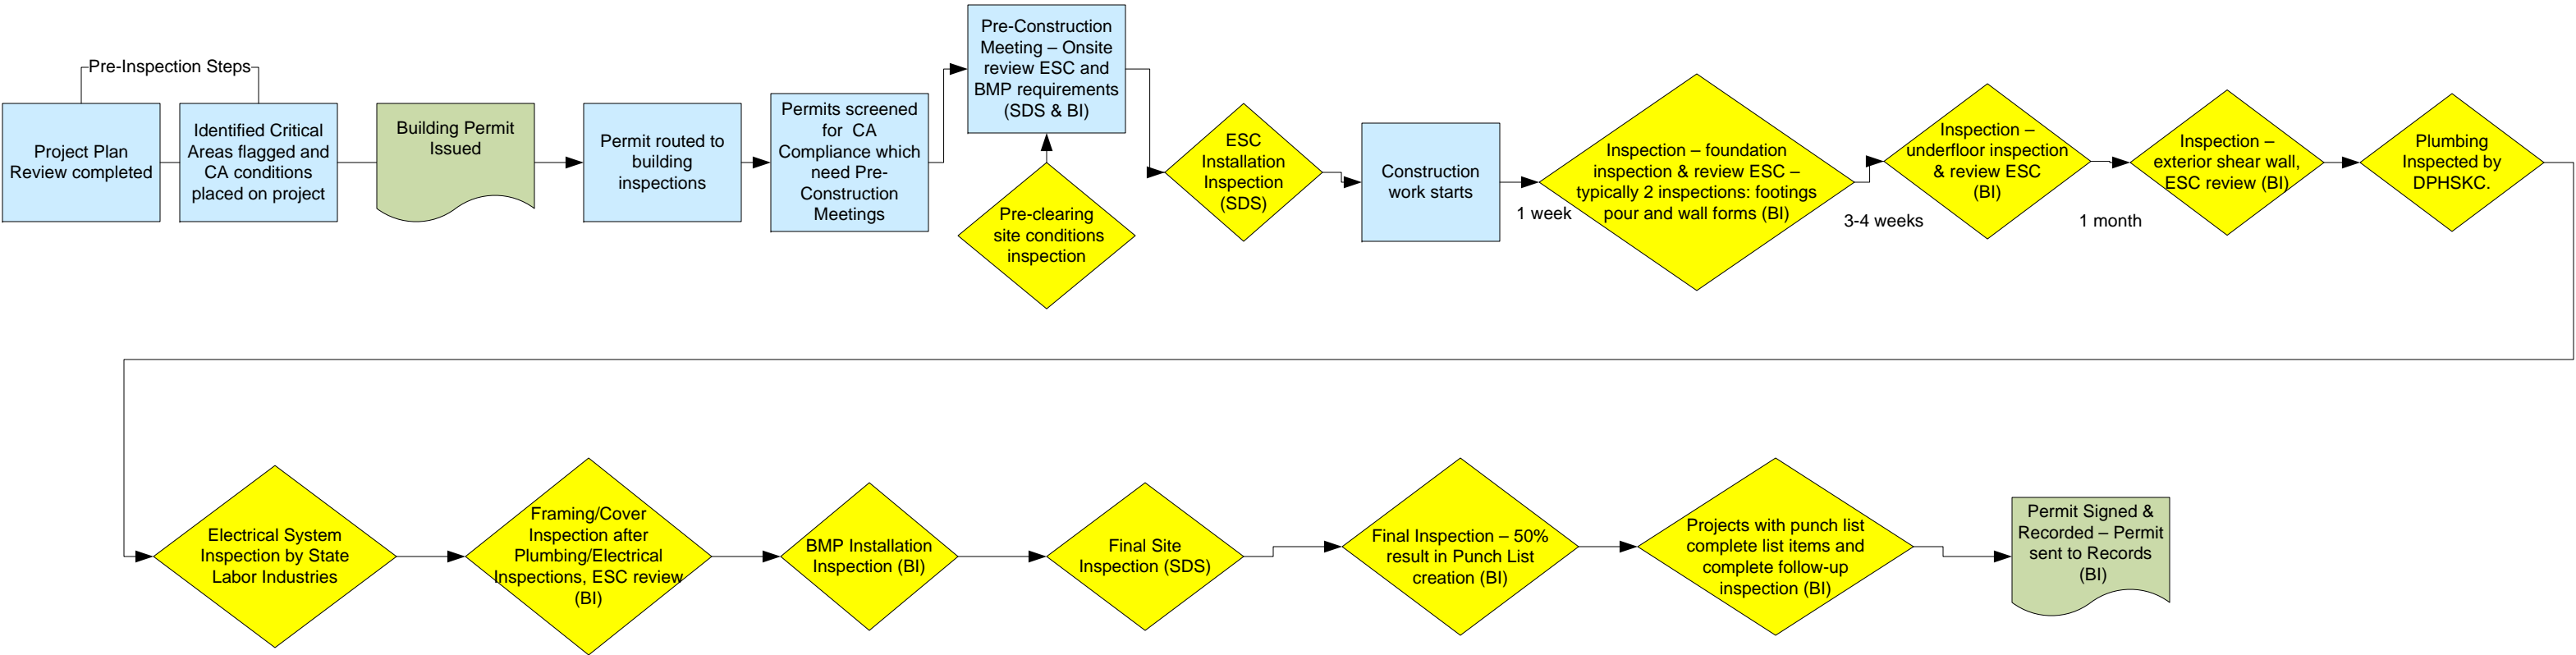 Pre-Inspection Steps
Project Plan
Review completed
Identified Critical
Areas flagged and
CA conditions
placed on project
Building Permit
Issued
Permit routed to
building
inspections
Permits screened
for CA
Compliance which
need Pre-
Construction
Meetings
Pre-Construction
Meeting – Onsite
review ESC and
BMP requirements
(SDS & BI)
Pre-clearing
site conditions
inspection
ESC
Installation
Inspection
(SDS)
Construction
work starts
1 week
Inspection – foundation
inspection & review ESC –
typically 2 inspections: footings
pour and wall forms (BI)
3-4 weeks
Inspection –
underfloor inspection
& review ESC
(BI)
1 month
Inspection –
exterior shear wall,
ESC review (BI)
Plumbing
Inspected by
DPHSKC.
Electrical System
Inspection by State
Labor Industries
Framing/Cover
Inspection after
Plumbing/Electrical
Inspections, ESC review
(BI)
BMP Installation
Inspection (BI)
Final Site
Inspection (SDS)
Final Inspection – 50%
result in Punch List
creation (BI)
Projects with punch list
complete list items and
complete follow-up
inspection (BI)
Permit Signed &
Recorded – Permit
sent to Records
(BI)